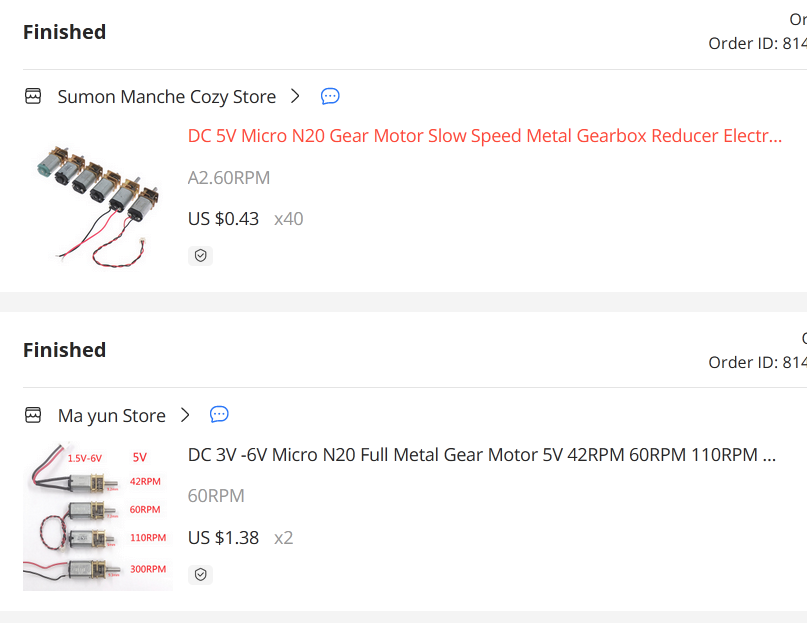 Finished
Order ID: 814
Sumon Manche Cozy Store
DC 5V Micro N20 Gear Motor Slow Speed Metal Gearbox Reducer Electr...
A2.60RPM
US $0.43 x40
Finished
Order ID: 814
Ma yun Store
1.5V-6V 5V
42RPM
60RPM
110RPM
300RPM
DC 3V -6V Micro N20 Full Metal Gear Motor 5V 42RPM 60RPM 110RPM ...
60RPM
US $1.38 x2